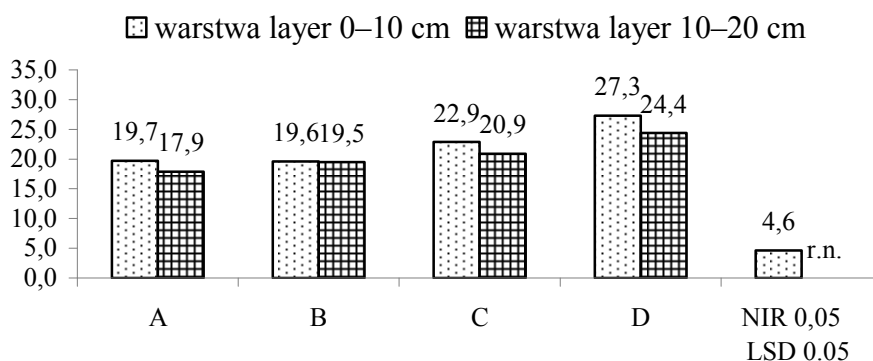 warstwa layer 0–10 cm warstwa layer 10–20 cm
35,0
30,0
25,0
20,0
15,0
10,0
5,0
0,0
19,7 17,9 19,6 19,5 22,9 20,9 27,3 24,4 4,6 r.n.
A B C D NIR 0,05
LSD 0.05